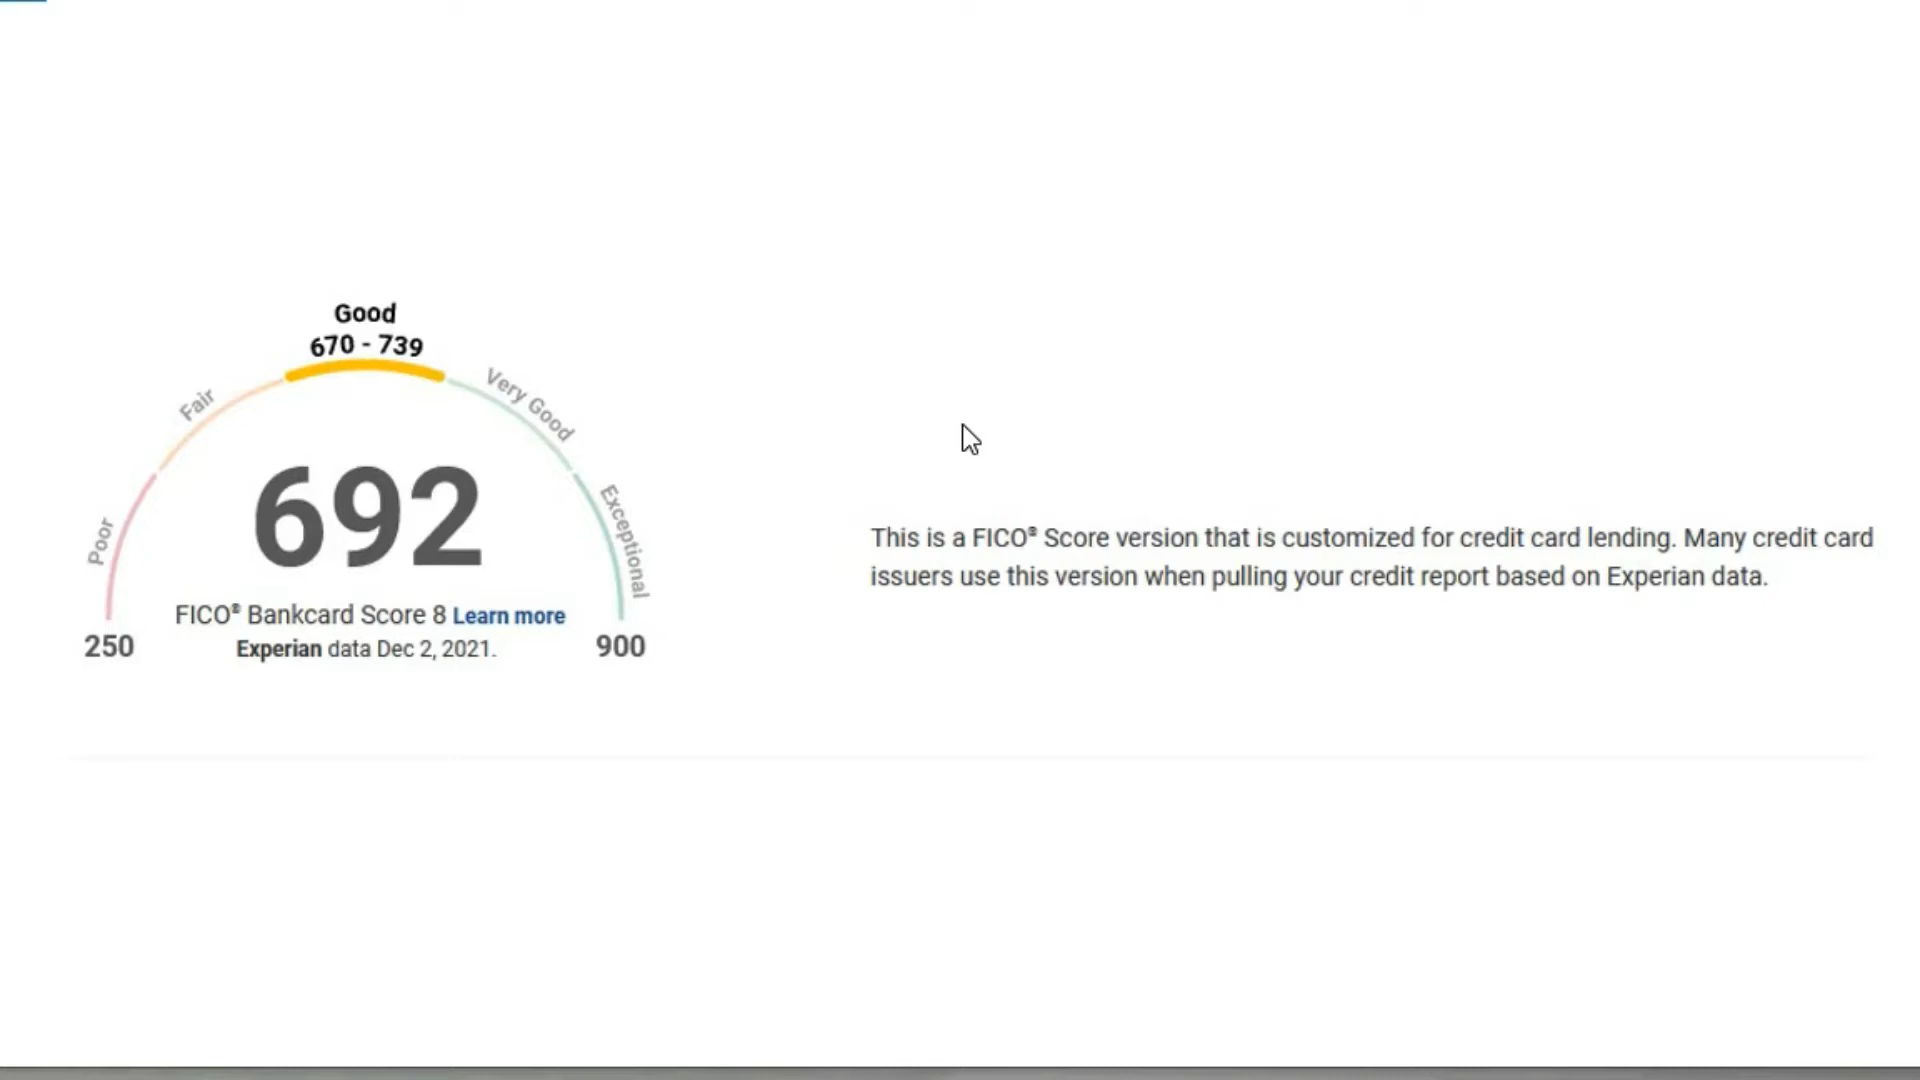 Good
670 - 739
Fair
Very Good
Poor
Exceptional
692
FICO® Bankcard Score 8 Learn more
250
900
Experian data Dec 2, 2021.
This is a FICO® Score version that is customized for credit card lending. Many credit card
issuers use this version when pulling your credit report based on Experian data.